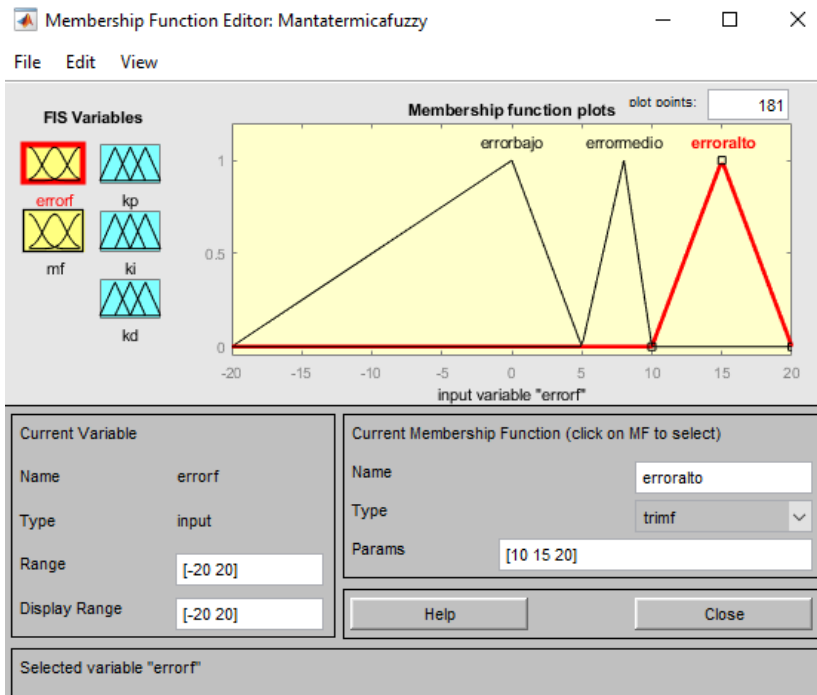 Membership Function Editor: Mantatermicafuzzy
File Edit View
FIS Variables
errorf
kp
mf
ki
kd
Membership function plots
plot points: 181
errorbajo errormedio erroralto
1
0.5
0
-20 -15 -10 -5 0 5 10 15 20
input variable "errorf"
Current Variable
Name errorf
Type input
Range [-20 20]
Display Range [-20 20]
Current Membership Function (click on MF to select)
Name erroralto
Type trimf
Params [10 15 20]
Help Close
Selected variable "errorf"